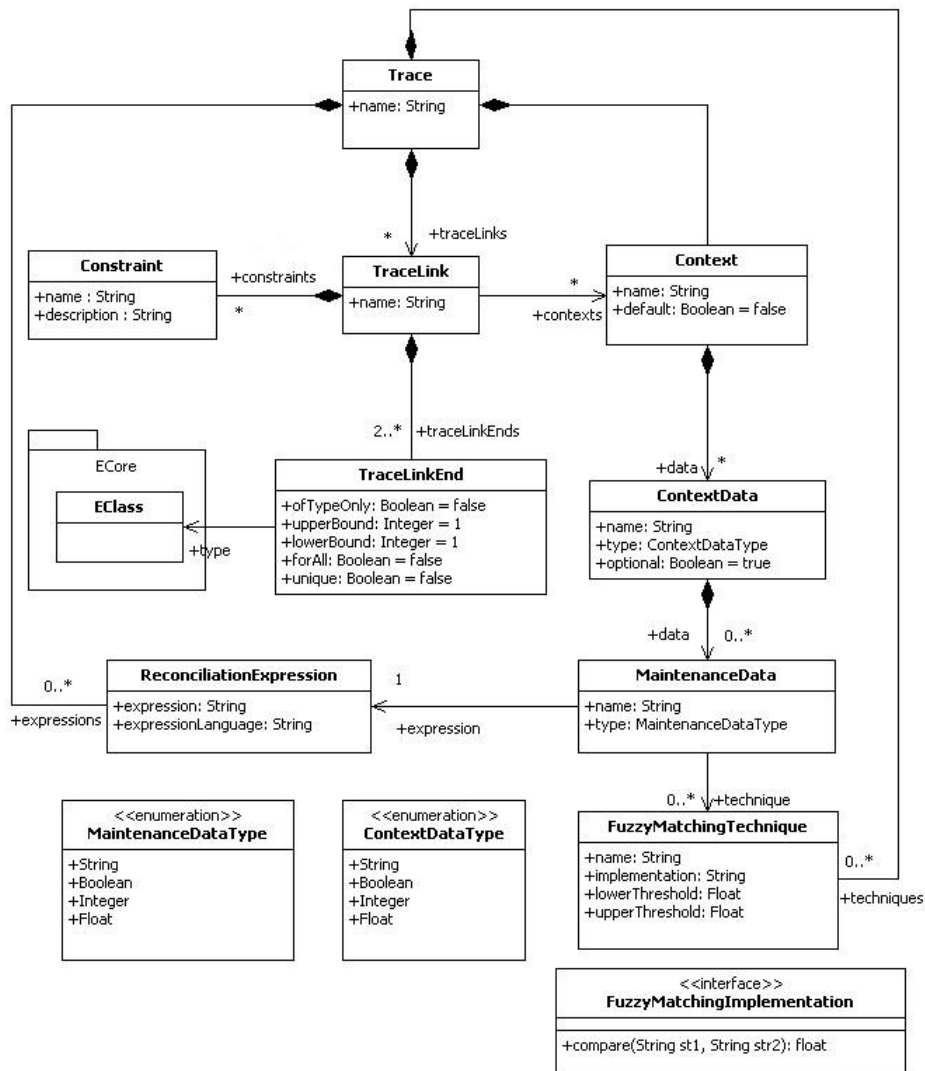 Trace
+name: String
*
+traceLinks
Constraint
+name : String
+description : String
+constraints
*
TraceLink
+name: String
*
+contexts
Context
+name: String
+default: Boolean = false
2..*
+traceLinkEnds
ECore
EClass
+type
TraceLinkEnd
+ofTypeOnly: Boolean = false
+upperBound: Integer = 1
+lowerBound: Integer = 1
+forAll: Boolean = false
+unique: Boolean = false
+data
*
ContextData
+name: String
+type: ContextDataType
+optional: Boolean = true
+data
0..*
0..*
+expressions
ReconciliationExpression
+expression: String
+expressionLanguage: String
1
+expression
MaintenanceData
+name: String
+type: MaintenanceDataType
0..*
+technique
<<enumeration>>
MaintenanceDataType
+String
+Boolean
+Integer
+Float
<<enumeration>>
ContextDataType
+String
+Boolean
+Integer
+Float
FuzzyMatchingTechnique
+name: String
+implementation: String
+lowerThreshold: Float
+upperThreshold: Float
0..*
+techniques
<<interface>>
FuzzyMatchingImplementation
+compare(String st1, String str2): float